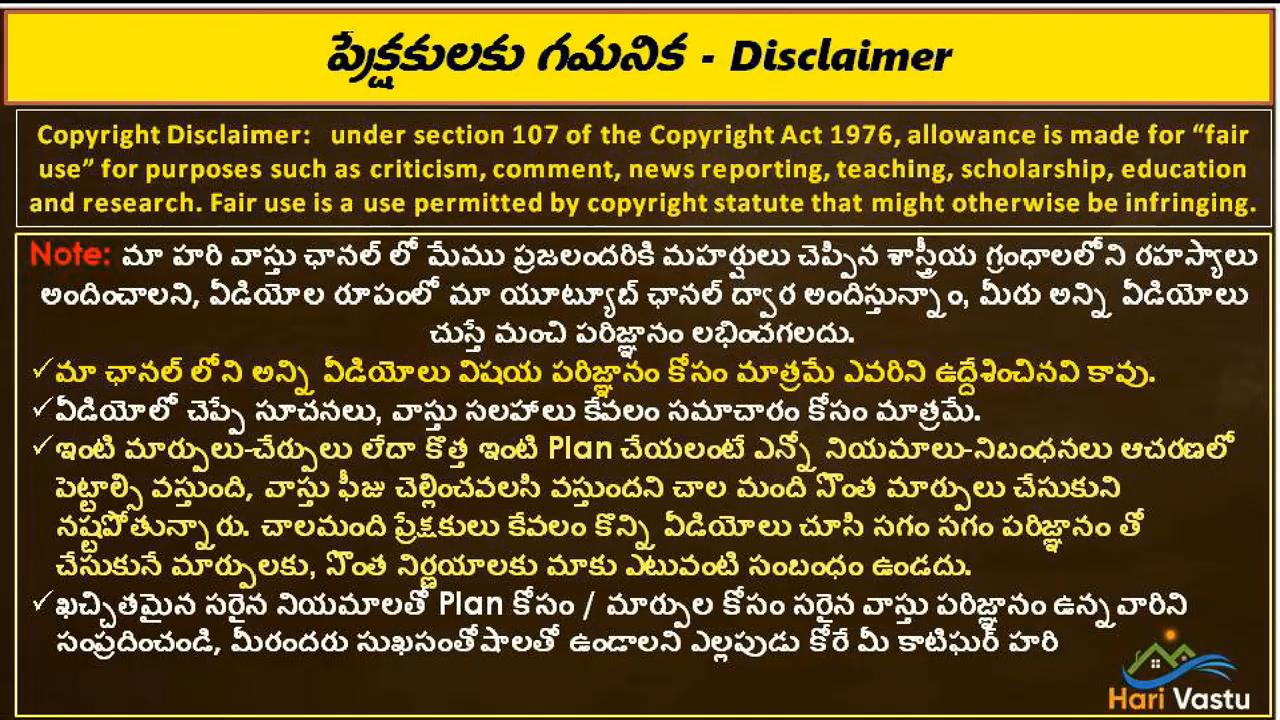 ప్రేక్షకులకు గమనిక - Disclaimer
Copyright Disclaimer: under section 107 of the Copyright Act 1976, allowance is made for “fair
use” for purposes such as criticism, comment, news reporting, teaching, scholarship, education
and research. Fair use is a use permitted by copyright statute that might otherwise be infringing.
Note: మా హరి వాస్తు ఛానల్ లో మేము ప్రజలందరికి మహర్షులు చెప్పిన శాస్త్రీయ గ్రంధాలలోని రహస్యాలు
అందించాలని, వీడియోల రూపంలో మా యూట్యూబ్ ఛానల్ ద్వార అందిస్తున్నాం, మీరు అన్ని వీడియోలు
చుస్తే మంచి పరిజ్ఞానం లభించగలదు.
✓మా ఛానల్ లోని అన్ని వీడియోలు విషయ పరిజ్ఞానం కోసం మాత్రమే ఎవరిని ఉద్దేశించినవి కావు.
✓వీడియోలో చెప్పే సూచనలు, వాస్తు సలహాలు కేవలం సమాచారం కోసం మాత్రమే.
✓ఇంటి మార్పులు-చేర్పులు లేదా కొత్త ఇంటి Plan చేయలంటే ఎన్నో నియమాలు-నిబంధనలు ఆచరణలో
పెట్టాల్సి వస్తుంది, వాస్తు ఫీజు చెల్లించవలసి వస్తుందని చాల మంది సొంత మార్పులు చేసుకుని
నష్టపోతున్నారు. చాలమంది ప్రేక్షకులు కేవలం కొన్ని వీడియోలు చూసి సగం సగం పరిజ్ఞానం తో
చేసుకునే మార్పులకు, సొంత నిర్ణయాలకు మాకు ఎటువంటి సంబంధం ఉండదు.
✓ఖచ్చితమైన సరైన నియమాలతో Plan కోసం / మార్పుల కోసం సరైన వాస్తు పరిజ్ఞానం ఉన్నవారిని
సంప్రదించండి, మీరందరు సుఖసంతోషాలతో ఉండాలని ఎల్లపుడు కోరే మీ కాటిఘర్ హరి
Hari Vastu